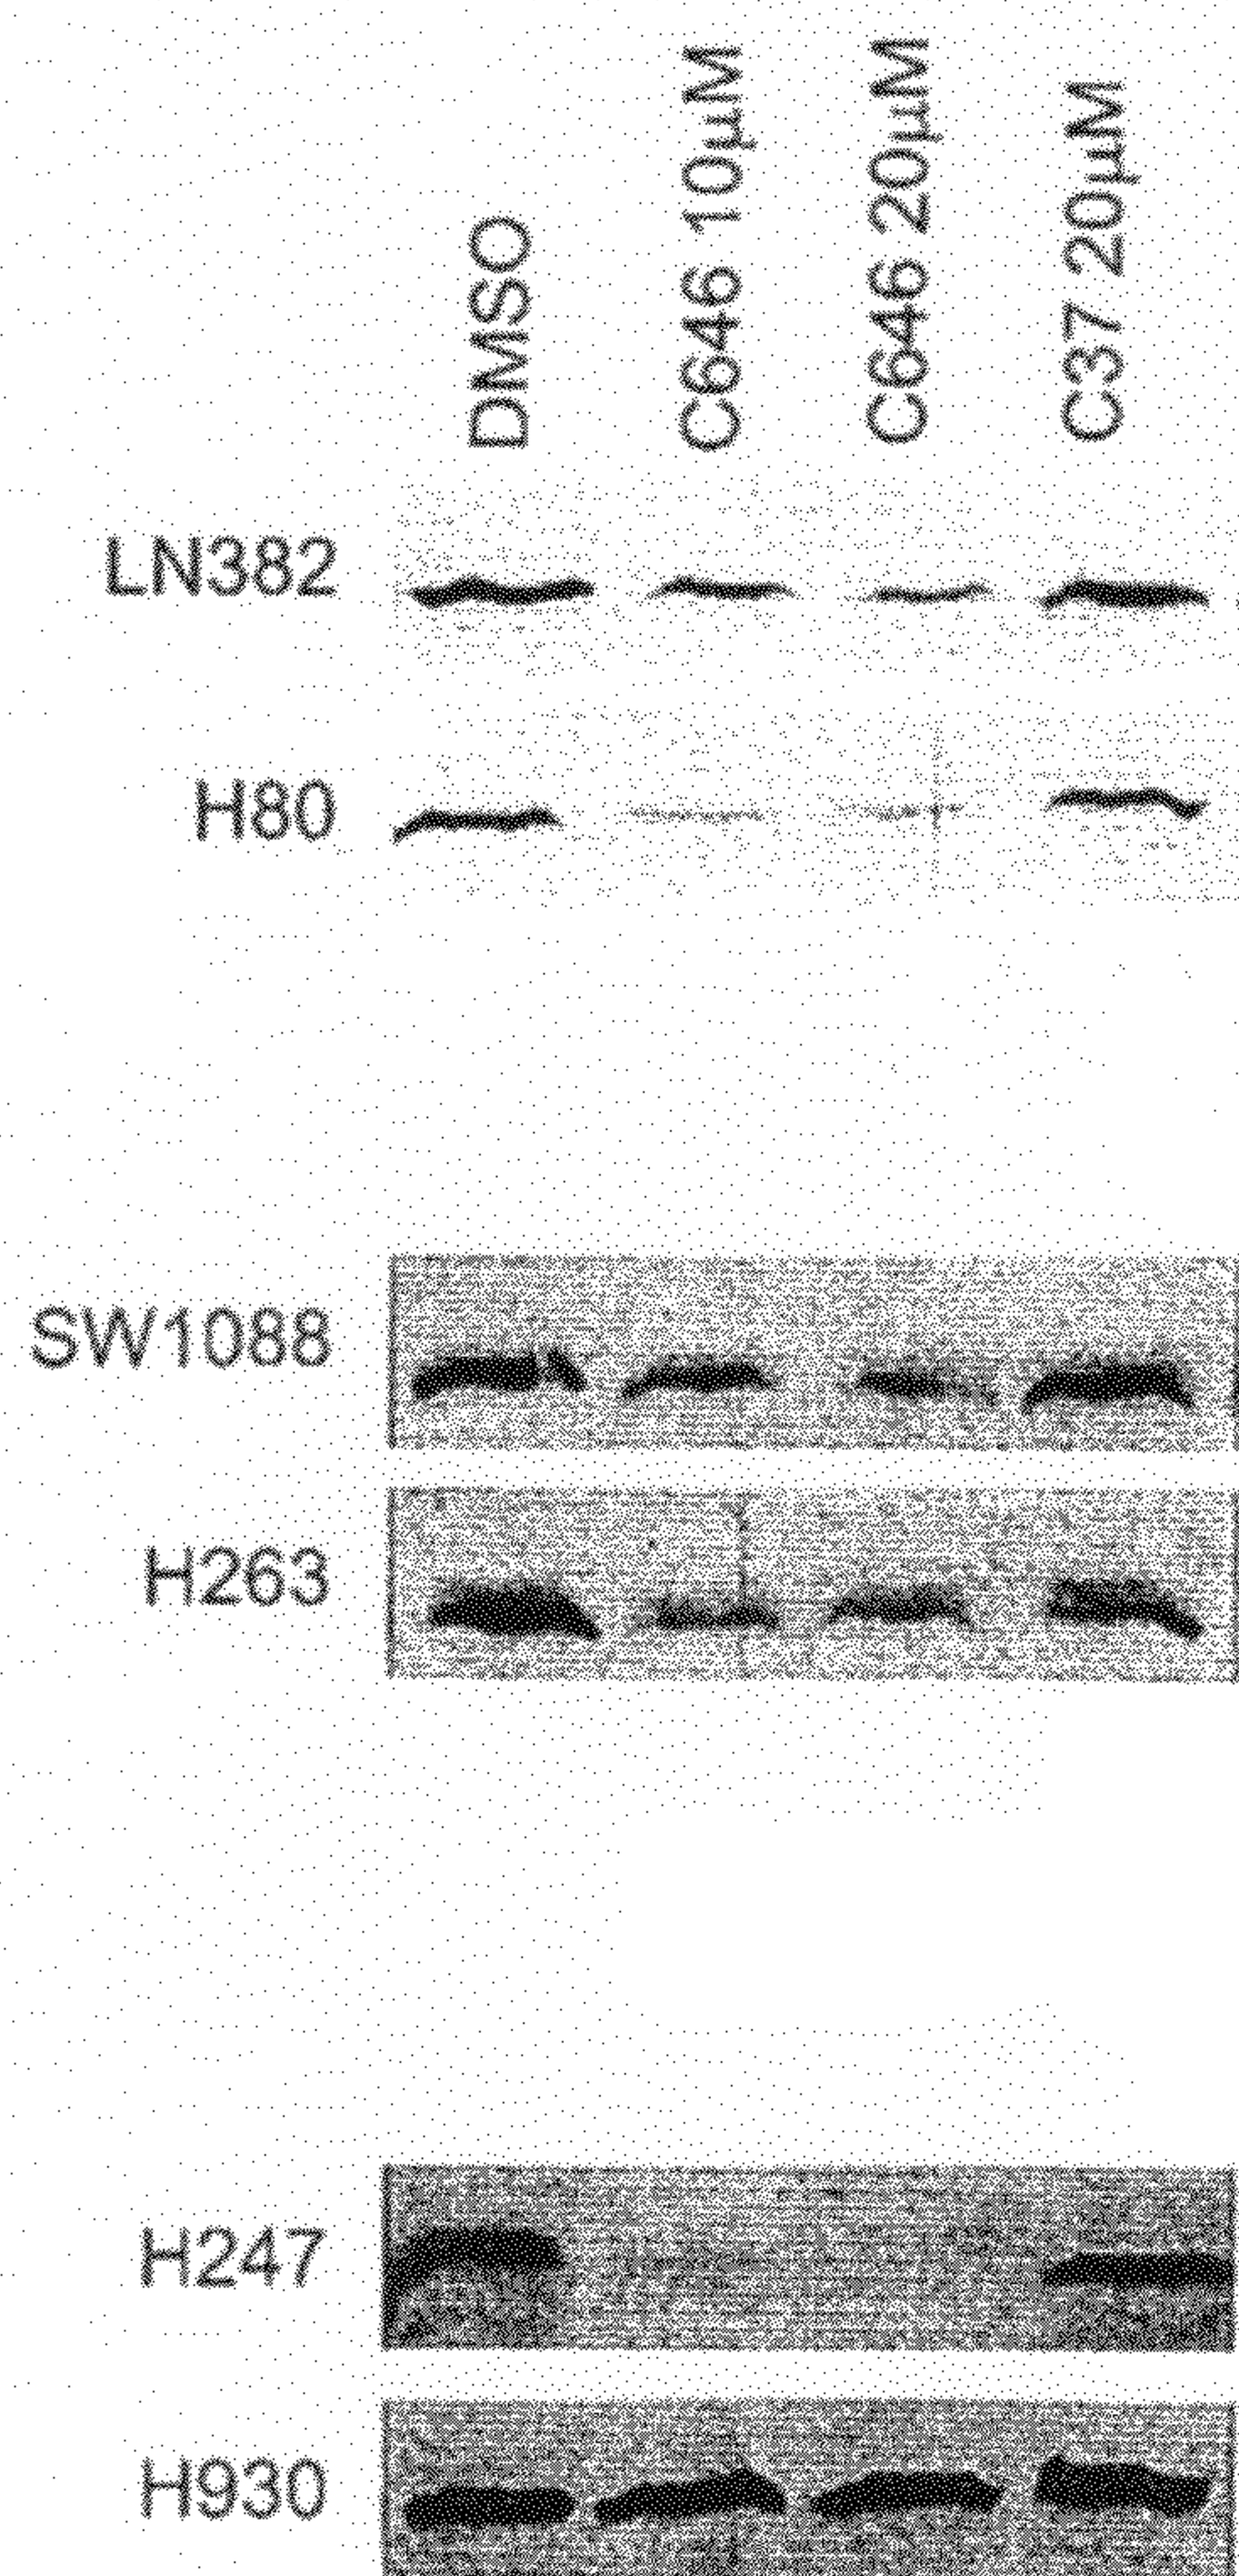 DMSO
C646 10µM
C646 20µM
C37 20µM
LN382
H80
SW1088
H263
H247
H930